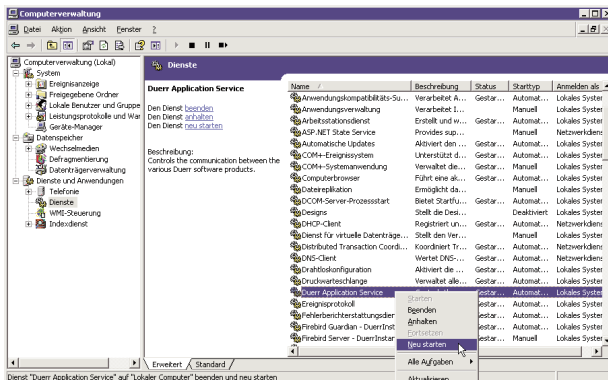 Computerverwaltung
Datei Aktion Ansicht Fenster ?
Computerverwaltung (Lokal)
System
Ereignisanzeige
Freigegebene Ordner
Lokale Benutzer und Gruppe
Leistungsprotokolle und War
Geräte-Manager
Datenspeicher
Wechselmedien
Defragmentierung
Datenträgerverwaltung
Dienste und Anwendungen
Telefonie
Dienste
WMI-Steuerung
Indexdienst
Dienste
Duerr Application Service
Den Dienst beenden
Den Dienst anhalten
Den Dienst neu starten
Beschreibung:
Controls the communication between the
various Duerr software products.
Name Beschreibung Status Starttyp Anmelden als
Anwendungskompatibilitäts-Su... Verarbeitet A... Gestar... Automat... Lokales System
Anwendungsverwaltung Verarbeitet I... Manuell Lokales System
Arbeitsstationsdienst Erstellt und w... Gestar... Automat... Lokales System
ASP.NET State Service Provides sup... Manuell Netzwerkdiens
Automatische Updates Aktiviert den ... Gestar... Automat... Lokales System
COM+-Ereignissystem Unterstützt d... Gestar... Automat... Lokales System
COM+-Systemanwendung Verwaltet die... Gestar... Manuell Lokales System
Computerbrowser Führt eine ak... Gestar... Automat... Lokales System
Dateireplikation Ermöglicht da... Manuell Lokales System
DCOM-Server-Prozessstart Bietet Startfu... Gestar... Automat... Lokales System
Designs Stellt die Desi... Deaktiviert Lokales System
DHCP-Client Registriert un... Gestar... Automat... Netzwerkdiens
Dienst für virtuelle Datenträge... Stellt den Ver... Manuell Lokales System
Distributed Transaction Coordi... Koordiniert Tr... Gestar... Automat... Netzwerkdiens
DNS-Client Wertet DNS-... Gestar... Automat... Netzwerkdiens
Drahtloskonfiguration Aktiviert die ... Gestar... Automat... Lokales System
Druckwarteschlange Verwaltet alle... Gestar... Automat... Lokales System
Duerr Application Service Gestar... Automat... Lokales System
Ereignisprotokoll Gestar... Automat... Lokales System
Fehlerberichterstattungsdien Gestar... Automat... Lokales System
Firebird Guardian - DuerrInst Gestar... Automat... Lokales System
Firebird Server - DuerrInstar Gestar... Manuell Lokales System
Starten
Beenden
Anhalten
Fortsetzen
Neu starten
Alle Aufgaben
Aktualisieren
Erweitert Standard
Dienst "Duerr Application Service" auf "Lokaler Computer" beenden und neu starten